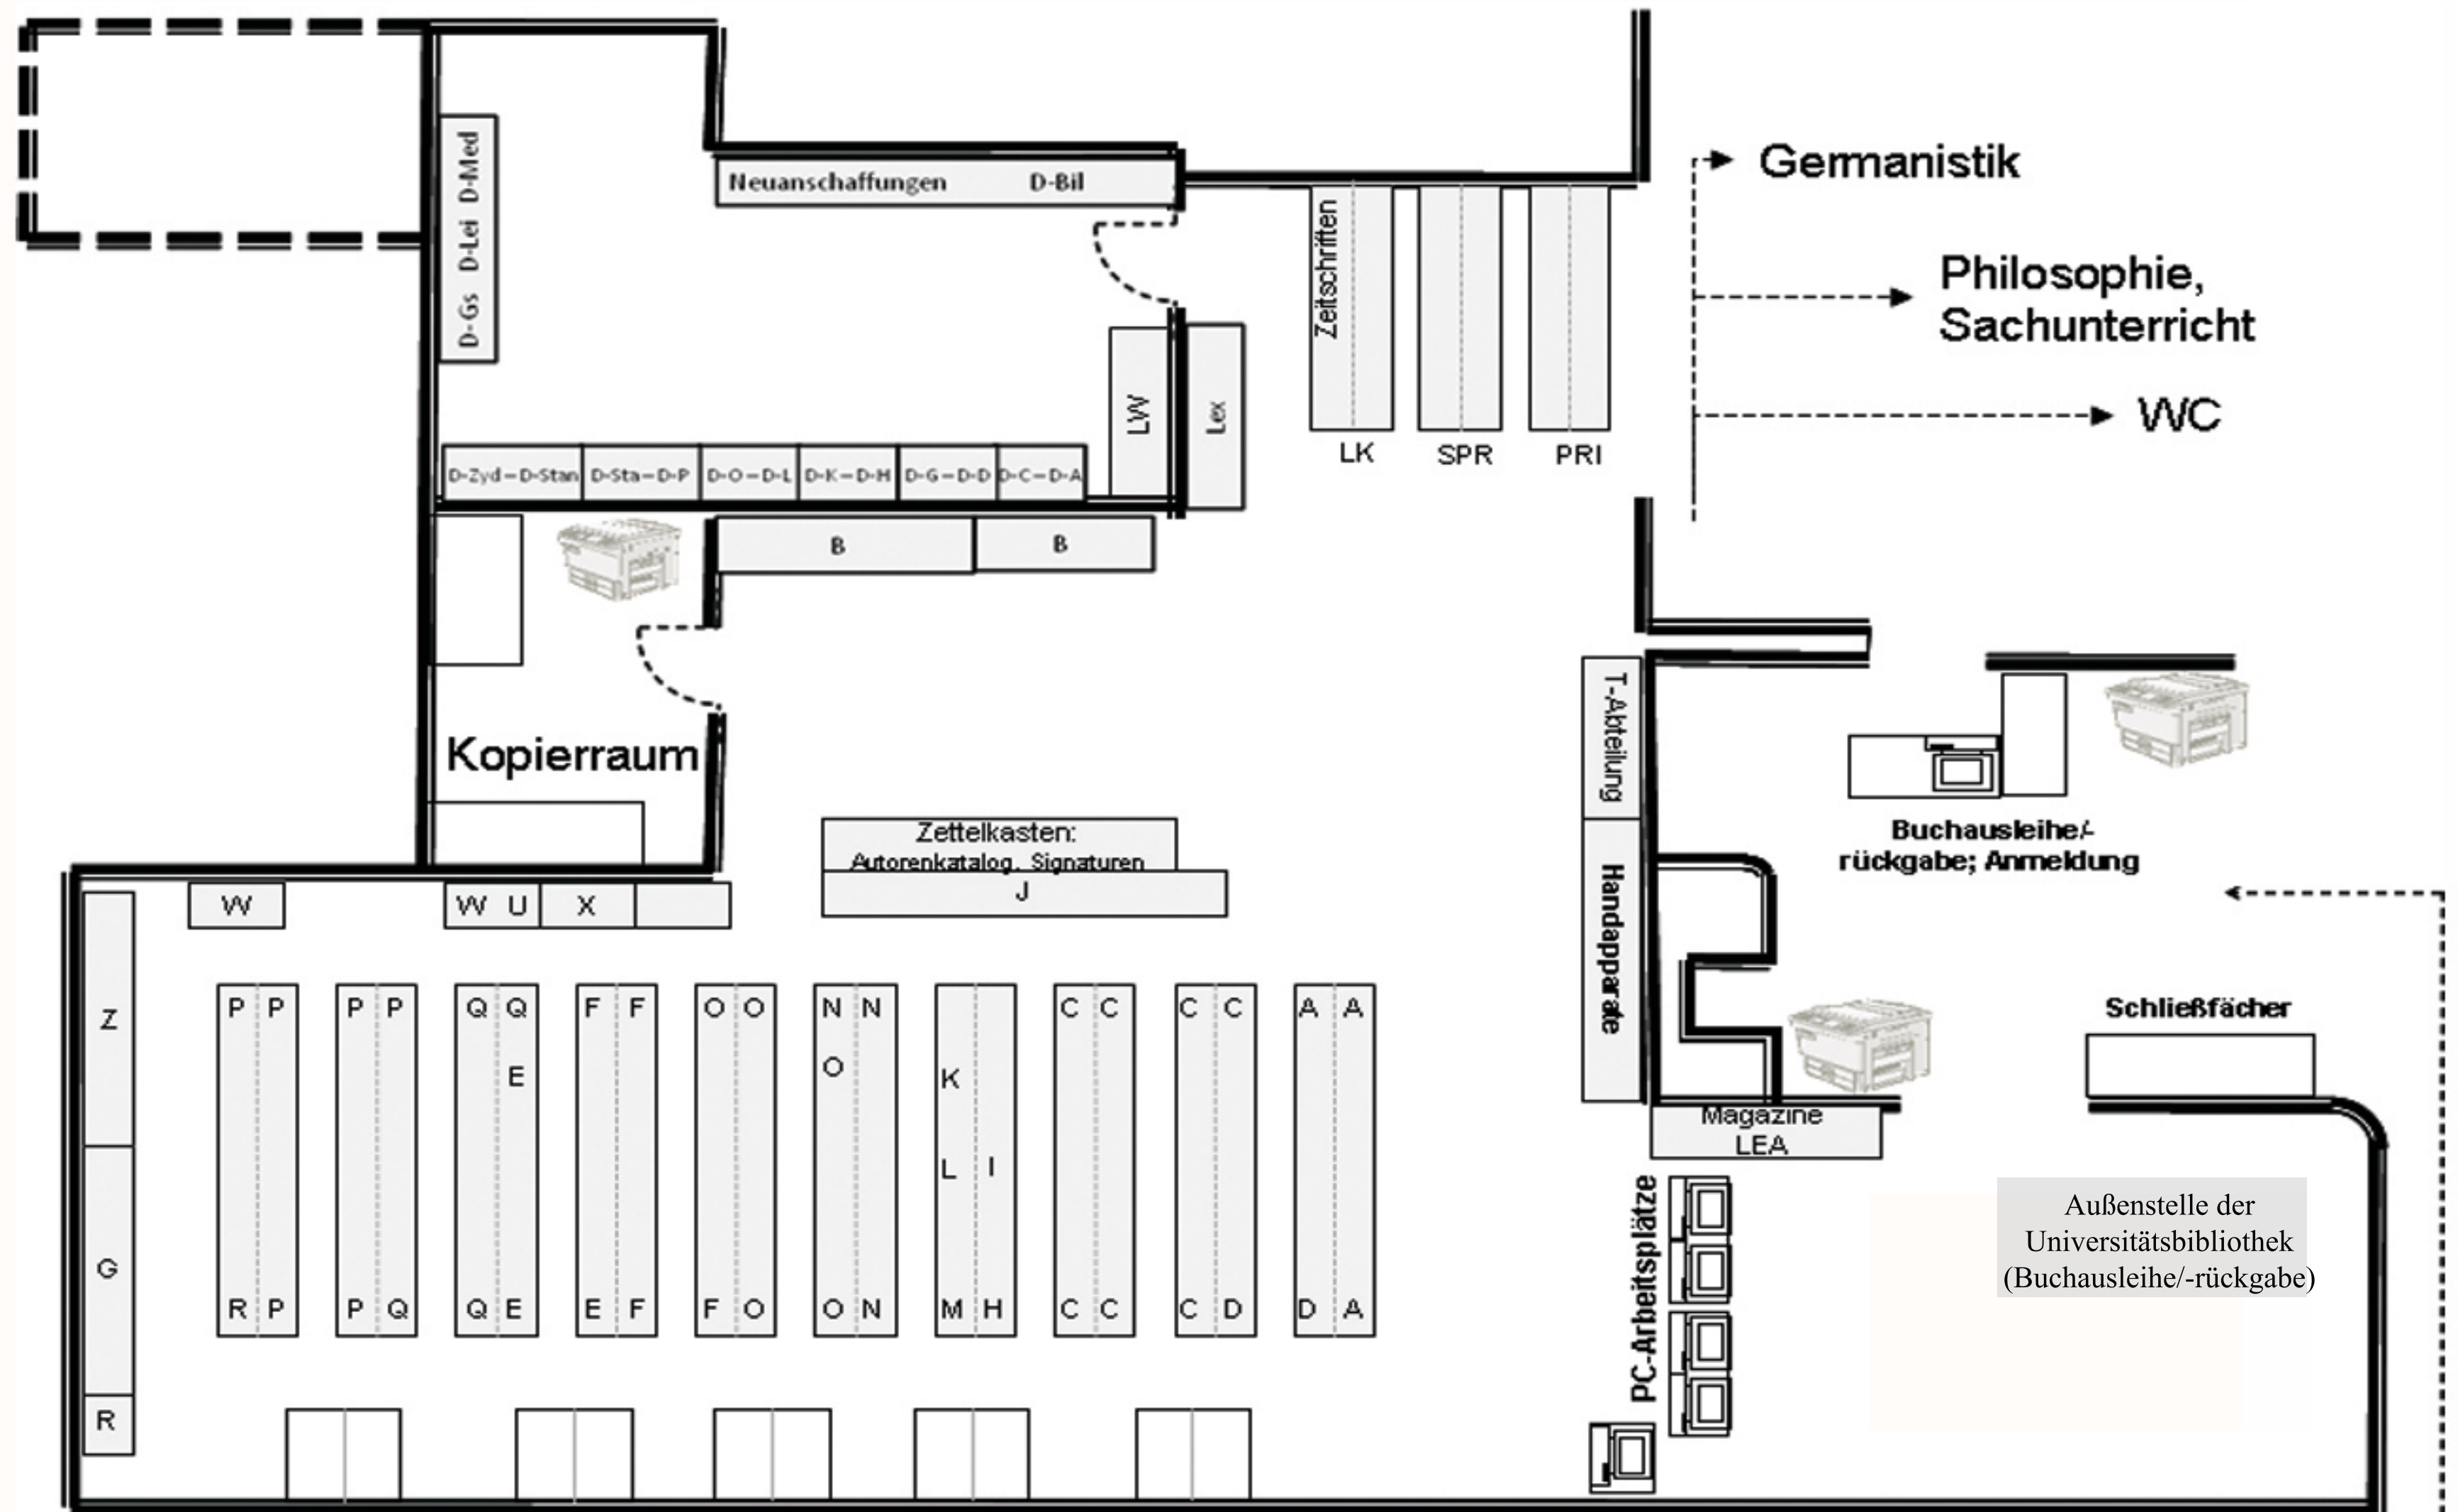 Germanistik
Philosophie,
Sachunterricht
WC
Neuanschaffungen D-Bil
D-Gs D-Lei D-Med
Zeitschriften
LK
SPR
PRI
LW
Lex
D-Zyd–D-Stan
D-Sta–D-P
D-O–D-L
D-K–D-H
D-G–D-D
D-C–D-A
B
B
Kopierraum
T-Abteilung
Handapparate
Buchausleihe/-
rückgabe; Anmeldung
Zettelkasten:
Autorenkatalog, Signaturen
J
W
W U
X
Z
G
R
P P
P P
Q Q
F F
O O
N N
C C
C C
A A
E
O
K
L I
R P
P Q
Q E
E F
F O
O N
M H
C C
C D
D A
Schließfächer
Magazine
LEA
PC-Arbeitsplätze
Außenstelle der
Universitätsbibliothek
(Buchausleihe/-rückgabe)